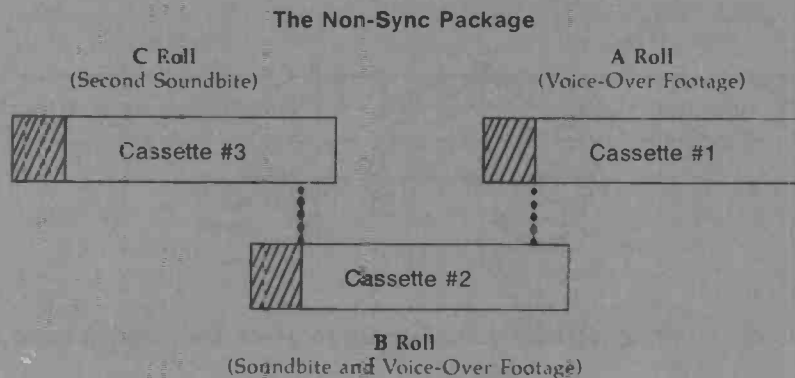 The Non-Sync Package
C Roll
(Second Soundbite)
A Roll
(Voice-Over Footage)
Cassette #3
Cassette #1
Cassette #2
B Roll
(Soundbite and Voice-Over Footage)